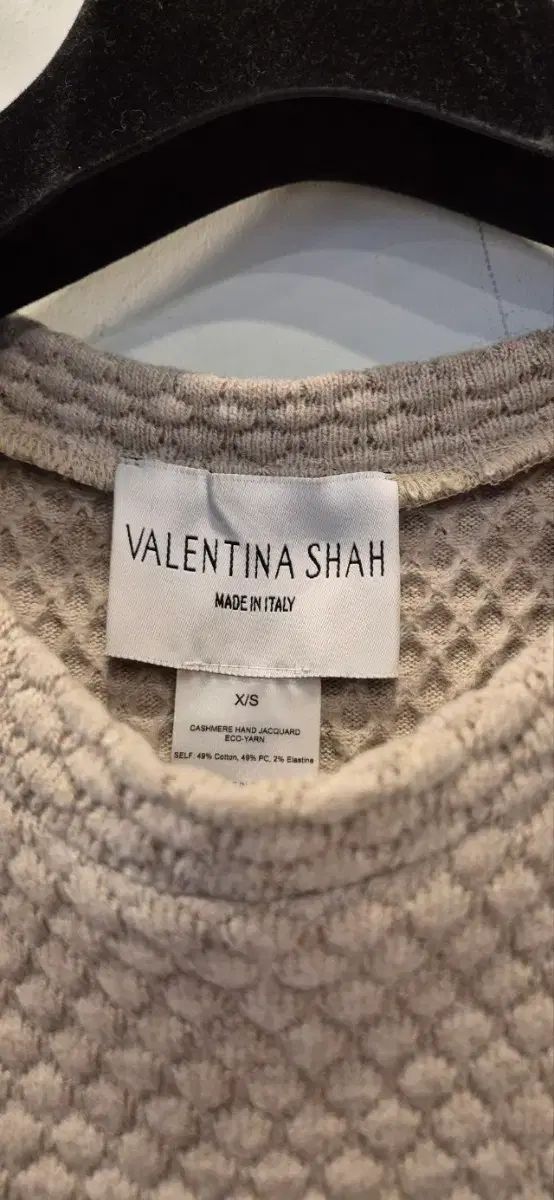 VALENTINA SHAH
MADE IN ITALY
X/S
CASHMERE HAND JACQUARD
ECO-YARN
SELF: 49% Cotton, 49% PC, 2% Elastine